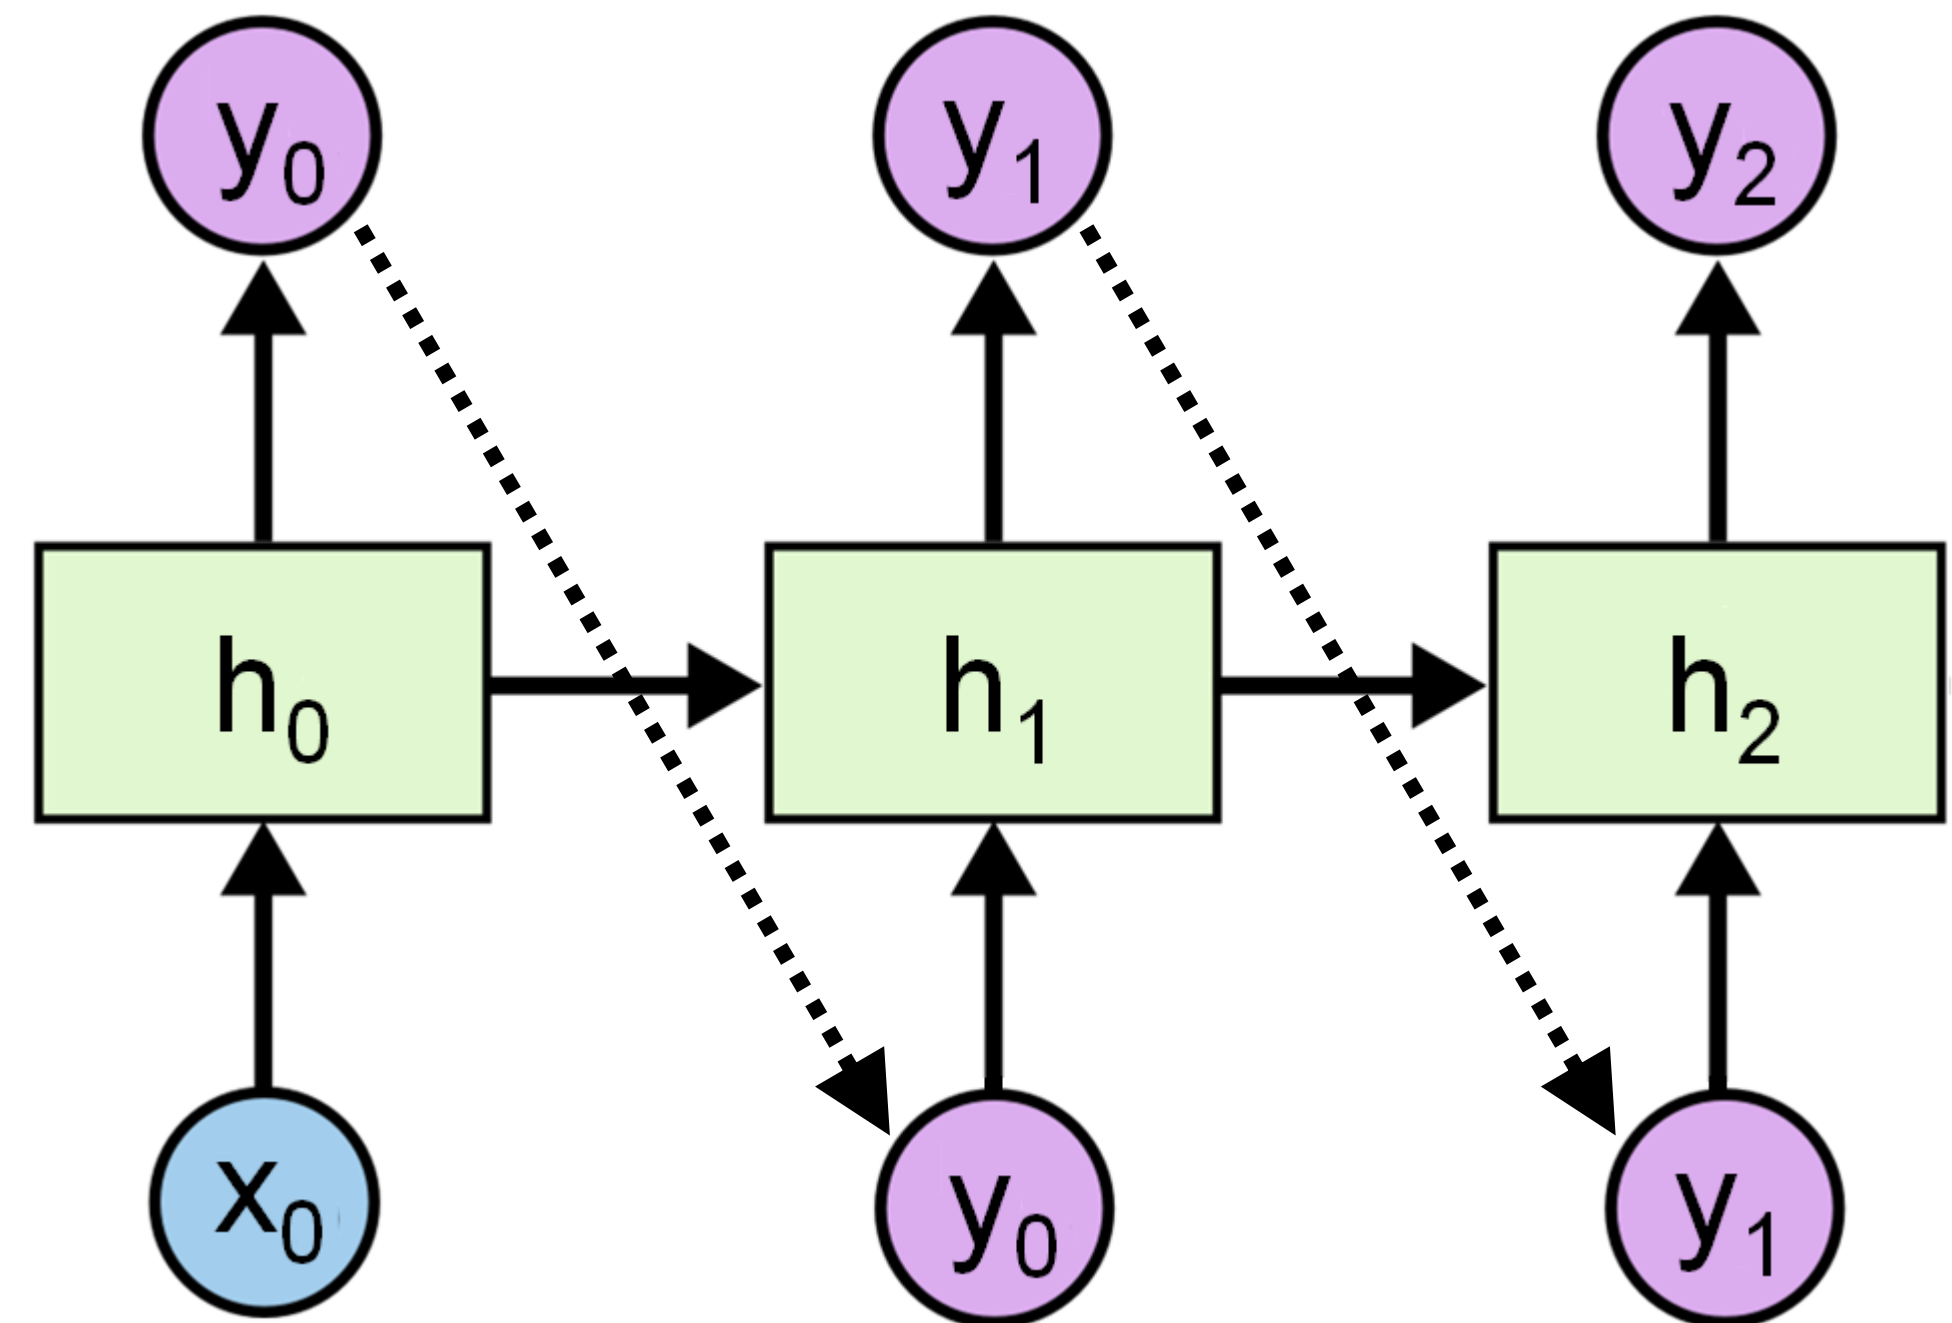 y₀ y₁ y₂
h₀ h₁ h₂
x₀ y₀ y₁